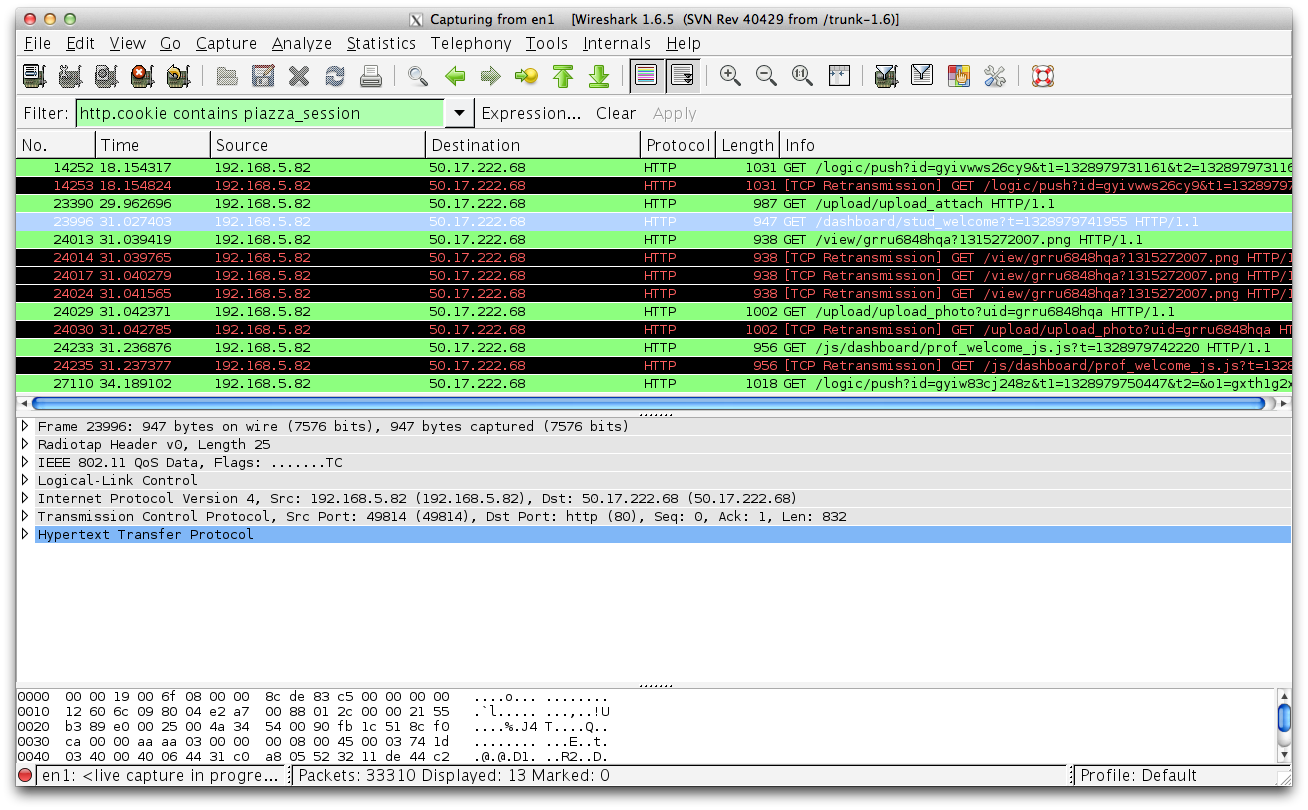 Capturing from en1 [Wireshark 1.6.5 (SVN Rev 40429 from /trunk-1.6)]
File Edit View Go Capture Analyze Statistics Telephony Tools Internals Help
Filter: http.cookie contains piazza_session Expression... Clear Apply
No. Time Source Destination Protocol Length Info
14252 18.154317 192.168.5.82 50.17.222.68 HTTP 1031 GET /logic/push?id=gyivwws26cy9&t1=1328979731161&t2=132897973116
14253 18.154824 192.168.5.82 50.17.222.68 HTTP 1031 [TCP Retransmission] GET /logic/push?id=gyivwws26cy9&t1=13289797
23390 29.962696 192.168.5.82 50.17.222.68 HTTP 987 GET /upload/upload_attach HTTP/1.1
23996 31.027403 192.168.5.82 50.17.222.68 HTTP 947 GET /dashboard/stud_welcome?t=1328979741955 HTTP/1.1
24013 31.039419 192.168.5.82 50.17.222.68 HTTP 938 GET /view/grru6848hqa?1315272007.png HTTP/1.1
24014 31.039765 192.168.5.82 50.17.222.68 HTTP 938 [TCP Retransmission] GET /view/grru6848hqa?1315272007.png HTTP/1
24017 31.040279 192.168.5.82 50.17.222.68 HTTP 938 [TCP Retransmission] GET /view/grru6848hqa?1315272007.png HTTP/1
24024 31.041565 192.168.5.82 50.17.222.68 HTTP 938 [TCP Retransmission] GET /view/grru6848hqa?1315272007.png HTTP/1
24029 31.042371 192.168.5.82 50.17.222.68 HTTP 1002 GET /upload/upload_photo?uid=grru6848hqa HTTP/1.1
24030 31.042785 192.168.5.82 50.17.222.68 HTTP 1002 [TCP Retransmission] GET /upload/upload_photo?uid=grru6848hqa HT
24233 31.236876 192.168.5.82 50.17.222.68 HTTP 956 GET /js/dashboard/prof_welcome_js.js?t=1328979742220 HTTP/1.1
24235 31.237377 192.168.5.82 50.17.222.68 HTTP 956 [TCP Retransmission] GET /js/dashboard/prof_welcome_js.js?t=1328
27110 34.189102 192.168.5.82 50.17.222.68 HTTP 1018 GET /logic/push?id=gyiw83cj248z&t1=1328979750447&t2=&o1=gxth1g2x
Frame 23996: 947 bytes on wire (7576 bits), 947 bytes captured (7576 bits)
Radiotap Header v0, Length 25
IEEE 802.11 QoS Data, Flags: .......TC
Logical-Link Control
Internet Protocol Version 4, Src: 192.168.5.82 (192.168.5.82), Dst: 50.17.222.68 (50.17.222.68)
Transmission Control Protocol, Src Port: 49814 (49814), Dst Port: http (80), Seq: 0, Ack: 1, Len: 832
Hypertext Transfer Protocol
0000 00 00 19 00 6f 08 00 00 8c de 83 c5 00 00 00 00 ....o... ........
0010 12 60 6c 09 80 04 e2 a7 00 88 01 2c 00 00 21 55 .`l..... ...,..!U
0020 b3 89 e0 00 25 00 4a 34 54 00 90 fb 1c 51 8c f0 ....%.J4 T....Q..
0030 ca 00 00 aa aa 03 00 00 00 08 00 45 00 03 74 1d ........ ...E..t.
0040 03 40 00 40 06 44 31 c0 a8 05 52 32 11 de 44 c2 .@.@.D1. ..R2..D.
en1: <live capture in progre... Packets: 33310 Displayed: 13 Marked: 0 Profile: Default